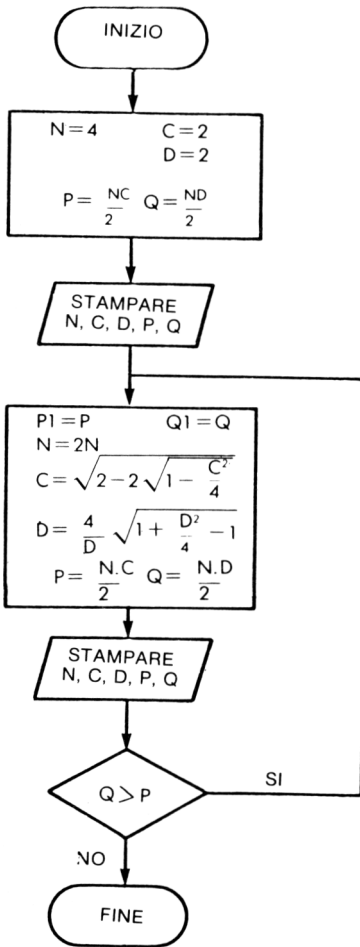 INIZIO
N=4 C=2
D=2
P= NC/2 Q= ND/2
STAMPARE
N, C, D, P, Q
P1=P Q1=Q
N=2N
C=√(2-2√(1-C²/4))
D= 4/D √(1+ D²/4 -1)
P= N.C/2 Q= N.D/2
STAMPARE
N, C, D, P, Q
Q>P
SI
NO
FINE